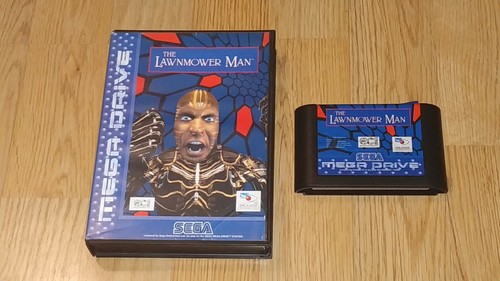 MEGA DRIVE
THE
LAWNMOWER MAN
SEGA
THE
LAWNMOWER MAN
SEGA
MEGA DRIVE